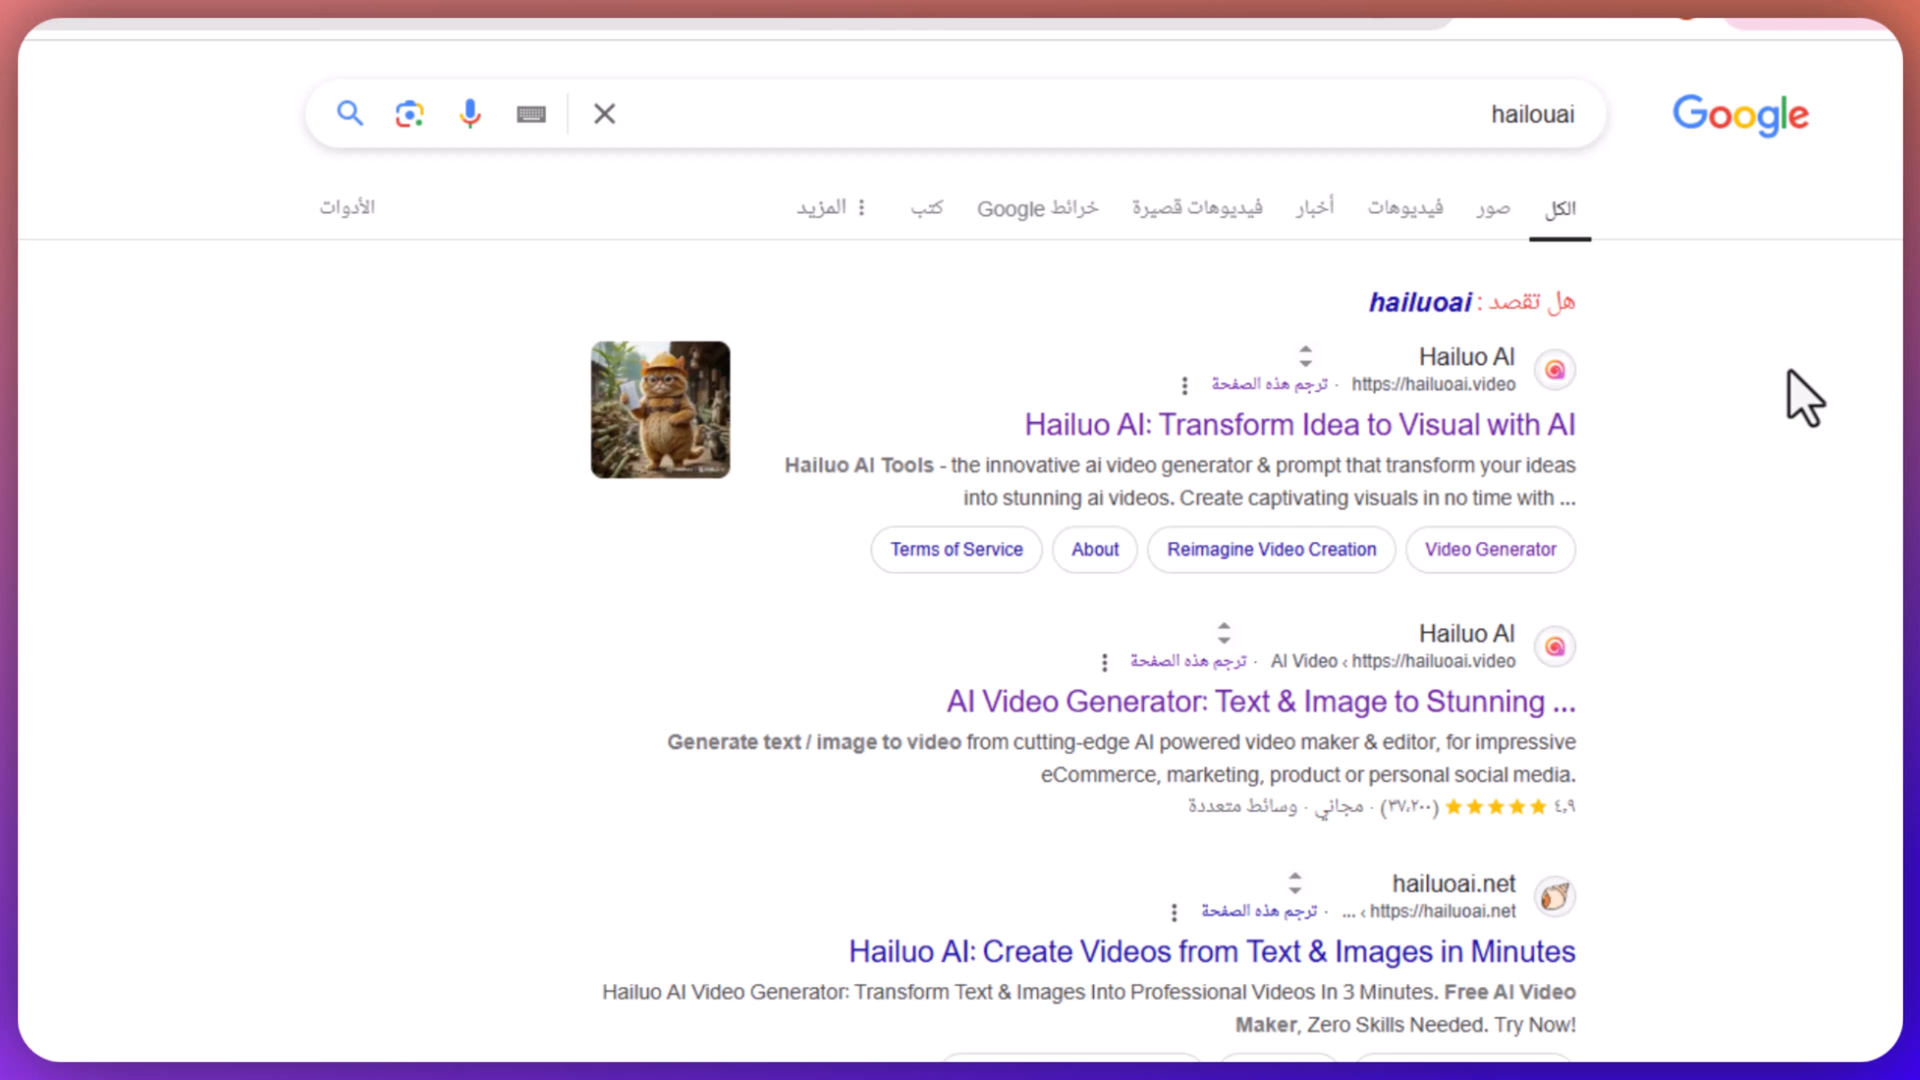 hailouai
Google
الكل
صور
فيديوهات
أخبار
فيديوهات قصيرة
خرائط Google
كتب
المزيد
الأدوات
هل تقصد : hailuoai
Hailuo AI
https://hailuoai.video · ترجم هذه الصفحة
Hailuo AI: Transform Idea to Visual with AI
Hailuo AI Tools - the innovative ai video generator & prompt that transform your ideas
into stunning ai videos. Create captivating visuals in no time with ...
Terms of Service
About
Reimagine Video Creation
Video Generator
Hailuo AI
AI Video ‹ https://hailuoai.video · ترجم هذه الصفحة
AI Video Generator: Text & Image to Stunning ...
Generate text / image to video from cutting-edge AI powered video maker & editor, for impressive
eCommerce, marketing, product or personal social media.
٤,٩ ★★★★★ (٣٧,٢٠٠) · مجاني · وسائط متعددة
hailuoai.net
... ‹ https://hailuoai.net · ترجم هذه الصفحة
Hailuo AI: Create Videos from Text & Images in Minutes
Hailuo AI Video Generator: Transform Text & Images Into Professional Videos In 3 Minutes. Free AI Video
Maker, Zero Skills Needed. Try Now!